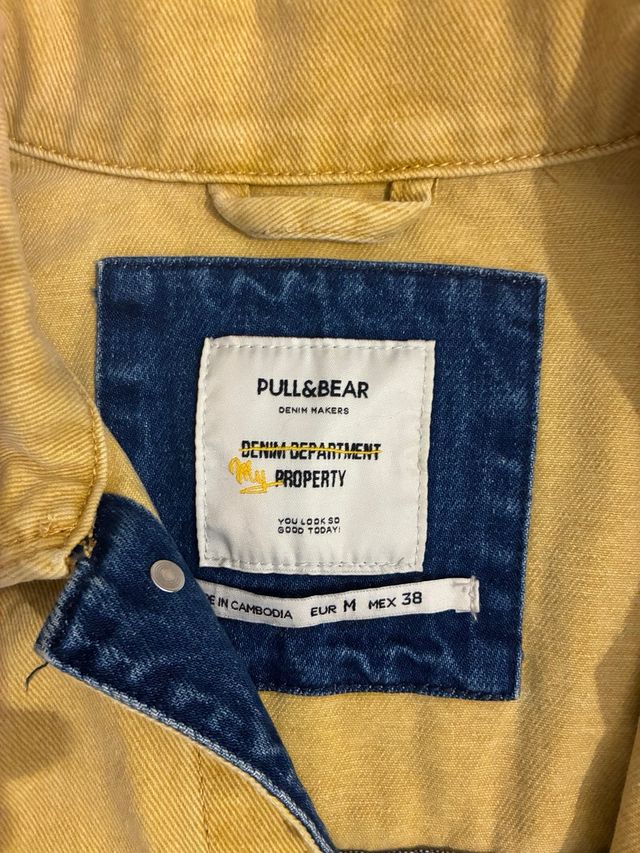 PULL&BEAR
DENIM MAKERS
DENIM DEPARTMENT
My PROPERTY
YOU LOOK SO
GOOD TODAY!
E IN CAMBODIA EUR M MEX 38